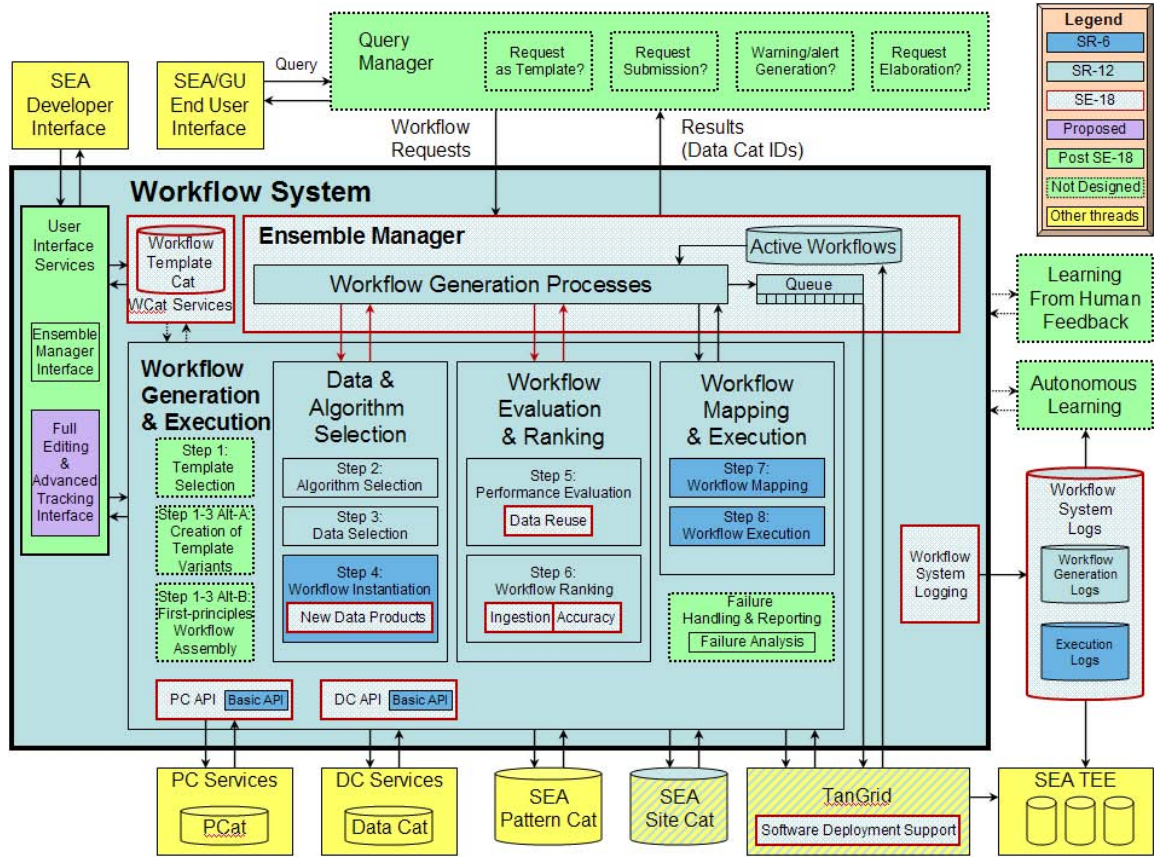 Query
Manager
Request
as Template?
Request
Submission?
Warning/alert
Generation?
Request
Elaboration?
Legend
SR-6
SR-12
SE-18
Proposed
Post SE-18
Not Designed
Other threads
SEA
Developer
Interface
SEA/GU
End User
Interface
Query
Workflow
Requests
Results
(Data Cat IDs)
Workflow System
User
Interface
Services
Ensemble
Manager
Interface
Full
Editing
&
Advanced
Tracking
Interface
Workflow
Template
Cat
WCat Services
Ensemble Manager
Active Workflows
Workflow Generation Processes
Queue
Learning
From Human
Feedback
Autonomous
Learning
Workflow
Generation
& Execution
Step 1:
Template
Selection
Step 1-3 Alt-A:
Creation of
Template
Variants
Step 1-3 Alt-B:
First-principles
Workflow
Assembly
Data &
Algorithm
Selection
Step 2:
Algorithm Selection
Step 3:
Data Selection
Step 4:
Workflow Instantiation
New Data Products
Workflow
Evaluation
& Ranking
Step 5:
Performance Evaluation
Data Reuse
Step 6:
Workflow Ranking
Ingestion
Accuracy
Workflow
Mapping
& Execution
Step 7:
Workflow Mapping
Step 8:
Workflow Execution
Failure
Handling & Reporting
Failure Analysis
Workflow
System
Logging
Workflow
System
Logs
Workflow
Generation
Logs
Execution
Logs
PC API
Basic API
DC API
Basic API
PC Services
PCat
DC Services
Data Cat
SEA
Pattern Cat
SEA
Site Cat
TanGrid
Software Deployment Support
SEA TEE